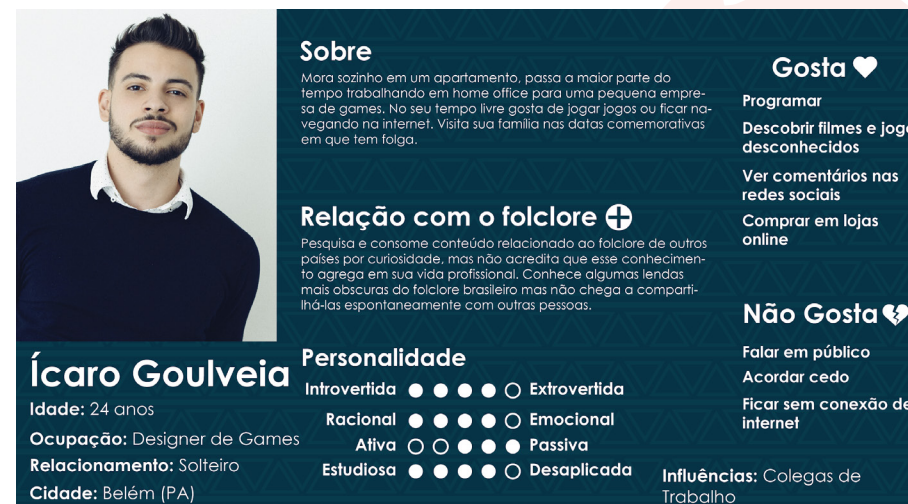 Sobre
Mora sozinho em um apartamento, passa a maior parte do
tempo trabalhando em home office para uma pequena empre-
sa de games. No seu tempo livre gosta de jogar jogos ou ficar na-
vegando na internet. Visita sua família nas datas comemorativas
em que tem folga.
Relação com o folclore
Pesquisa e consome conteúdo relacionado ao folclore de outros
países por curiosidade, mas não acredita que esse conhecimen-
to agrega em sua vida profissional. Conhece algumas lendas
mais obscuras do folclore brasileiro mas não chega a comparti-
lhá-las espontaneamente com outras pessoas.
Ícaro Goulveia
Idade: 24 anos
Ocupação: Designer de Games
Relacionamento: Solteiro
Cidade: Belém (PA)
Personalidade
Introvertida Extrovertida
Racional Emocional
Ativa Passiva
Estudiosa Desaplicada
Gosta
Programar
Descobrir filmes e jogo
desconhecidos
Ver comentários nas
redes sociais
Comprar em lojas
online
Não Gosta
Falar em público
Acordar cedo
Ficar sem conexão de
internet
Influências: Colegas de
Trabalho